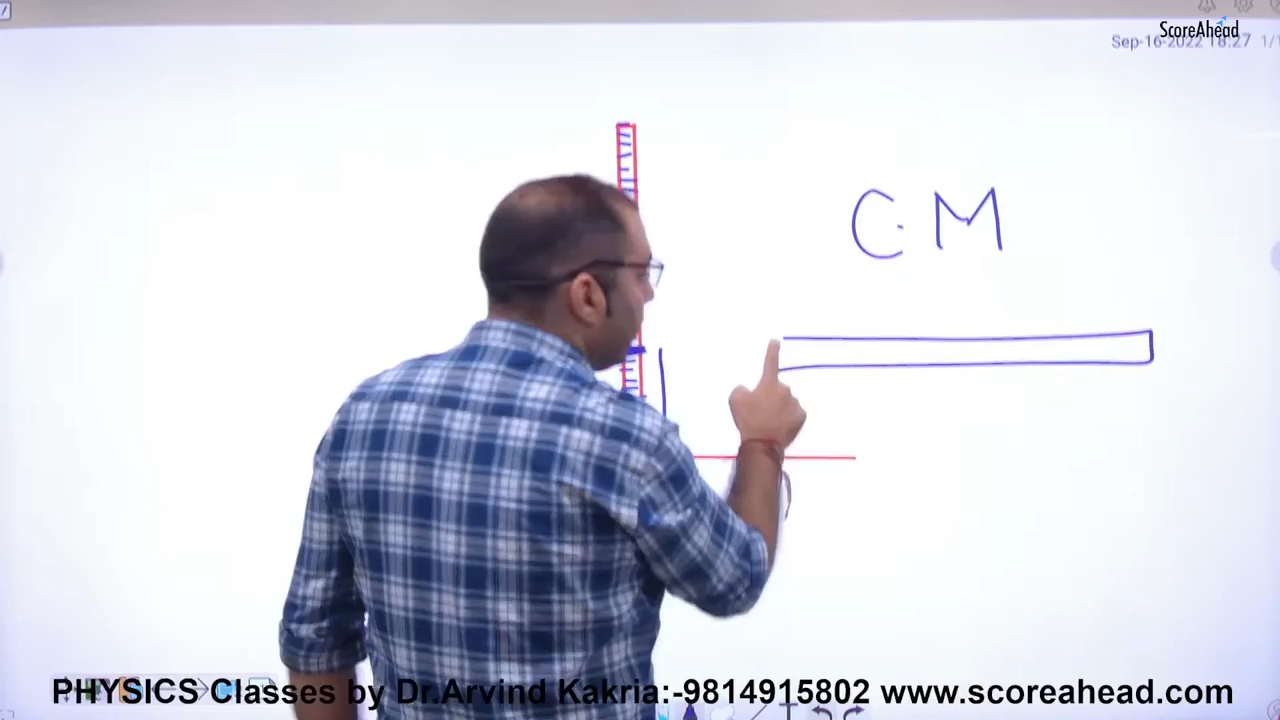 ScoreAhead
Sep-16-2022 18:27
C.M
PHYSICS Classes by Dr.Arvind Kakria:-9814915802 www.scoreahead.com